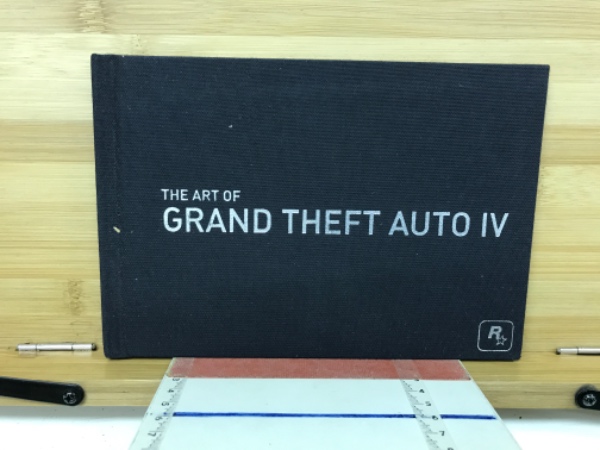 THE ART OF
GRAND THEFT AUTO IV
R